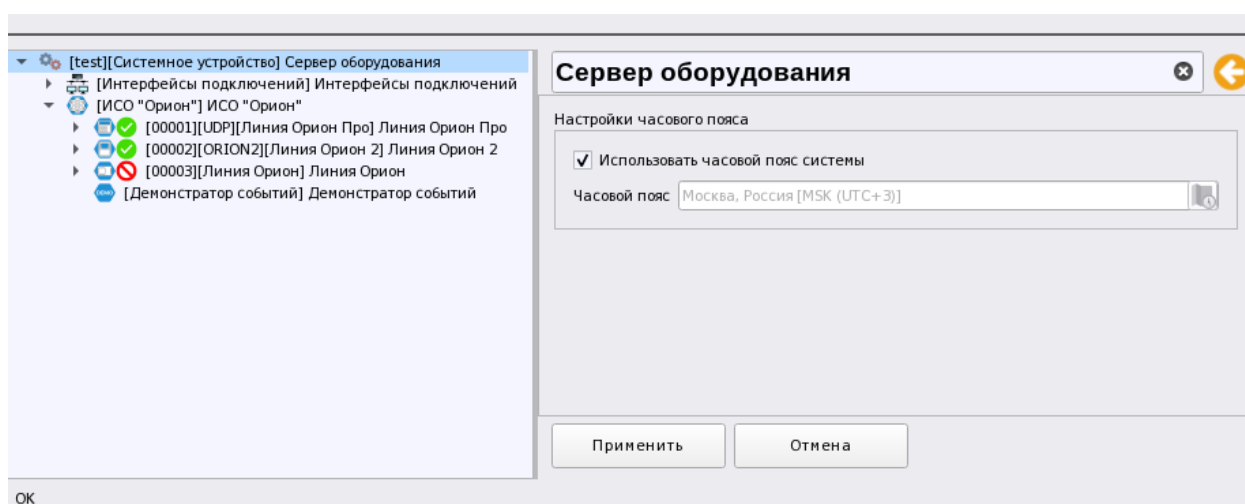 [test][Системное устройство] Сервер оборудования
[Интерфейсы подключений] Интерфейсы подключений
[ИСО "Орион"] ИСО "Орион"
[00001][UDP][Линия Орион Про] Линия Орион Про
[00002][ORION2][Линия Орион 2] Линия Орион 2
[00003][Линия Орион] Линия Орион
[Демонстратор событий] Демонстратор событий
Сервер оборудования
Настройки часового пояса
Использовать часовой пояс системы
Часовой пояс Москва, Россия [MSK (UTC+3)]
Применить Отмена
OK